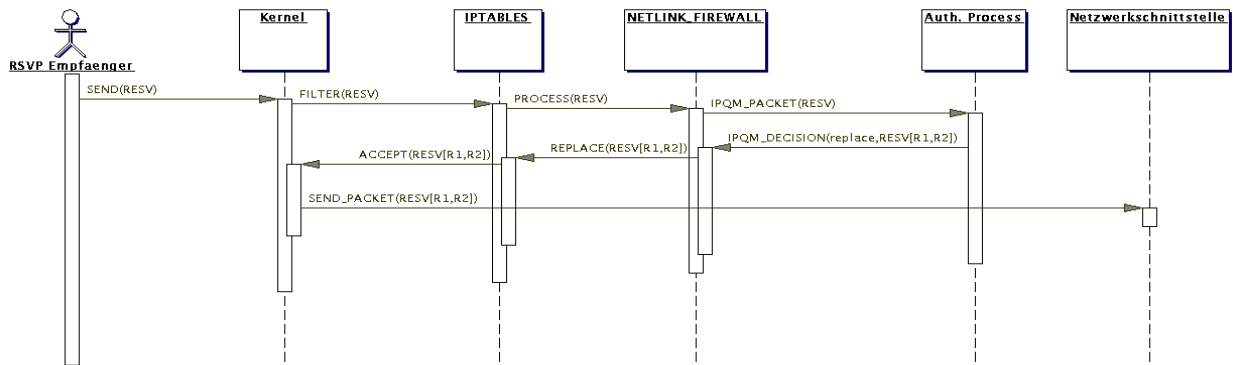 Kernel
IPTABLES
NETLINK_FIREWALL
Auth. Process
Netzwerkschnittstelle
RSVP Empfaenger
SEND(RESV)
FILTER(RESV)
PROCESS(RESV)
IPQM_PACKET(RESV)
IPQM_DECISION(replace,RESV[R1,R2])
REPLACE(RESV[R1,R2])
ACCEPT(RESV[R1,R2])
SEND_PACKET(RESV[R1,R2])